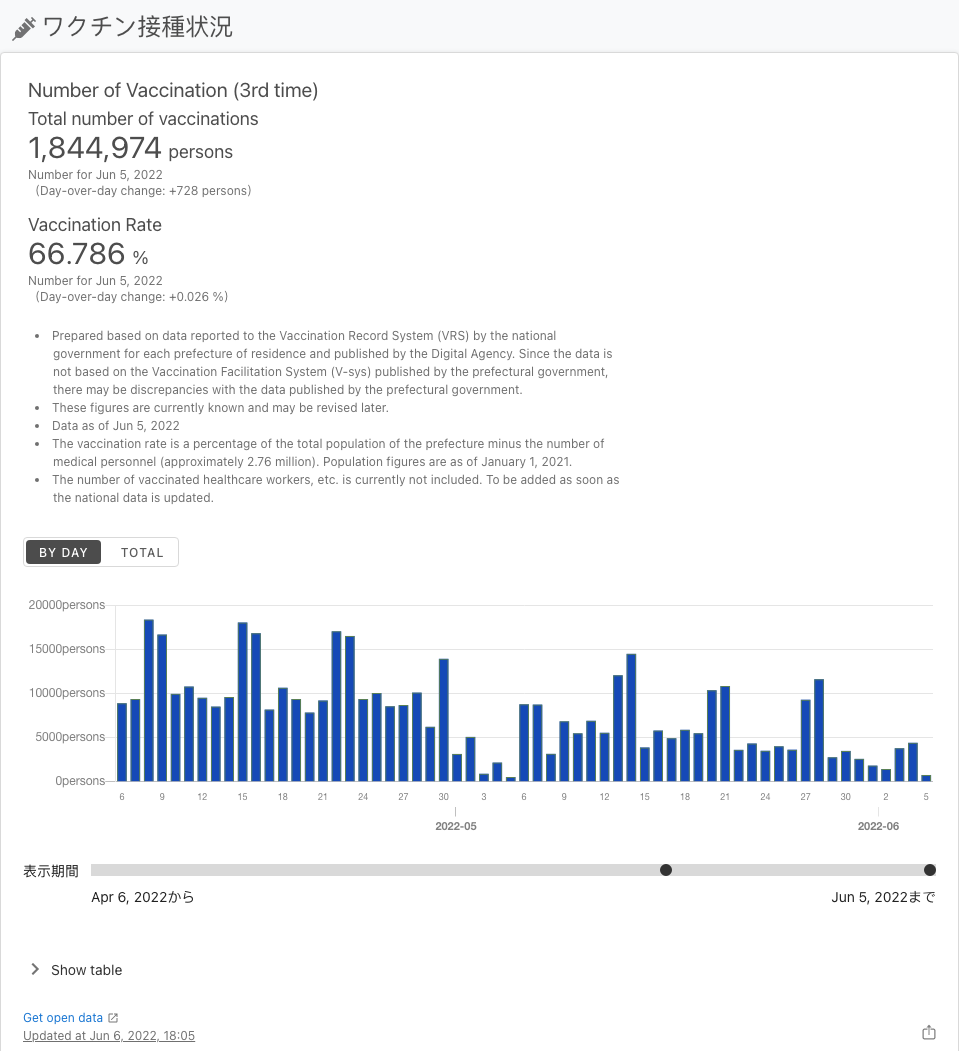 ワクチン接種状況
Number of Vaccination (3rd time)
Total number of vaccinations
1,844,974 persons
Number for Jun 5, 2022
(Day-over-day change: +728 persons)
Vaccination Rate
66.786 %
Number for Jun 5, 2022
(Day-over-day change: +0.026 %)
• Prepared based on data reported to the Vaccination Record System (VRS) by the national
government for each prefecture of residence and published by the Digital Agency. Since the data is
not based on the Vaccination Facilitation System (V-sys) published by the prefectural government,
there may be discrepancies with the data published by the prefectural government.
• These figures are currently known and may be revised later.
• Data as of Jun 5, 2022
• The vaccination rate is a percentage of the total population of the prefecture minus the number of
medical personnel (approximately 2.76 million). Population figures are as of January 1, 2021.
• The number of vaccinated healthcare workers, etc. is currently not included. To be added as soon as
the national data is updated.
BY DAY TOTAL
20000persons
15000persons
10000persons
5000persons
0persons
6 9 12 15 18 21 24 27 30 3 6 9 12 15 18 21 24 27 30 2 5
2022-05 2022-06
表示期間
Apr 6, 2022から Jun 5, 2022まで
Show table
Get open data
Updated at Jun 6, 2022, 18:05